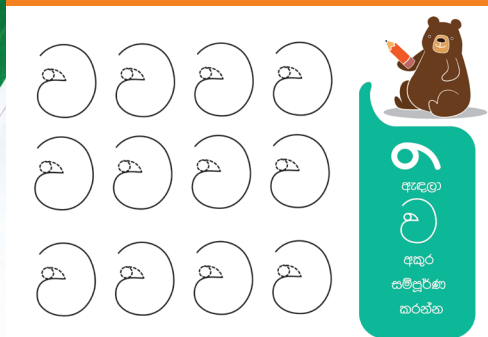 ච ච ච ච
ච ච ච ච
ච ච ච ච
ඇඳලා
ච
අකුර
සම්පූර්ණ
කරන්න